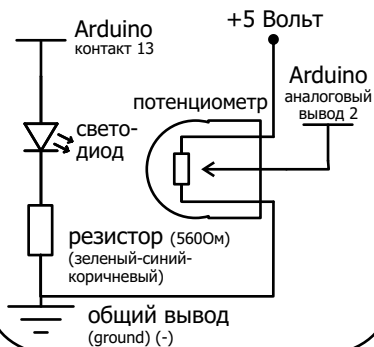 Arduino
контакт 13
+5 Вольт
Arduino
аналоговый
вывод 2
потенциометр
свето-
диод
резистор (560Ом)
(зеленый-синий-
коричневый)
общий вывод
(ground) (-)